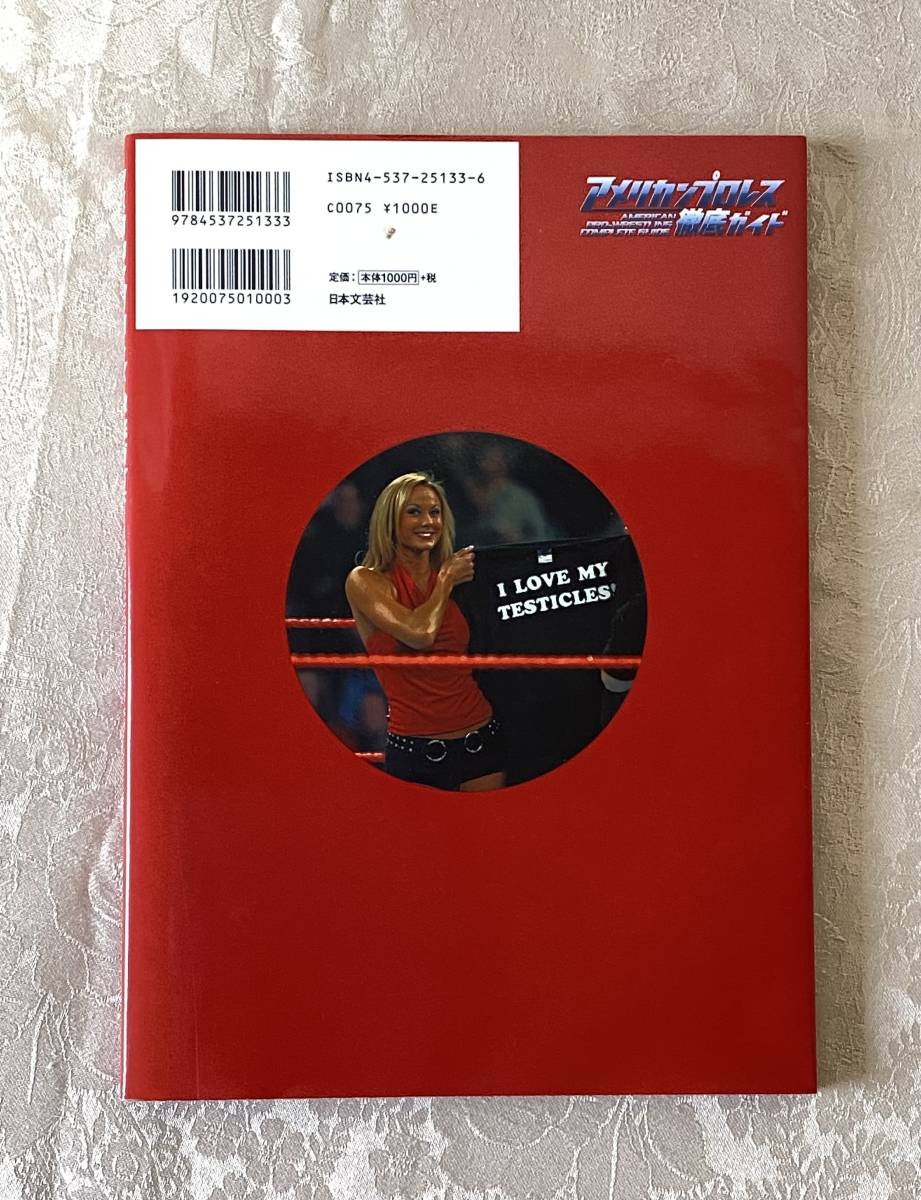 ISBN4-537-25133-6
C0075 ¥1000E
9784537251333
定価：本体1000円+税
日本文芸社
1920075010003
アメリカンプロレス
AMERICAN
PRO-WRESTLING
COMPLETE GUIDE
徹底ガイド
I LOVE MY
TESTICLES